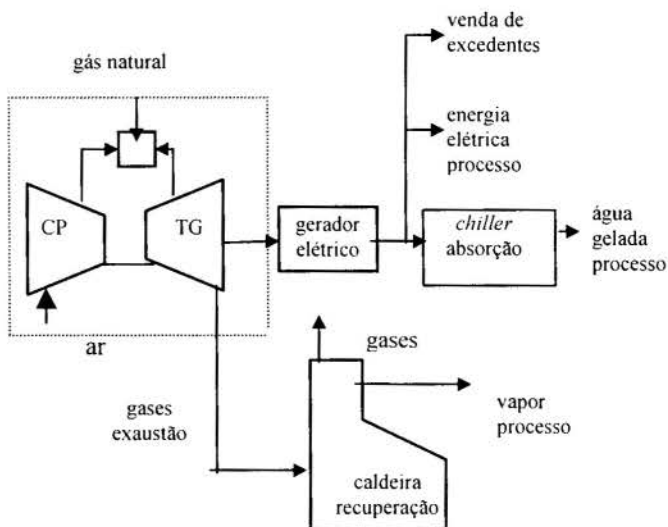 venda de
excedentes
gás natural
energia
elétrica
processo
CP
TG
gerador
elétrico
chiller
absorção
água
gelada
processo
ar
gases
gases
exaustão
vapor
processo
caldeira
recuperação